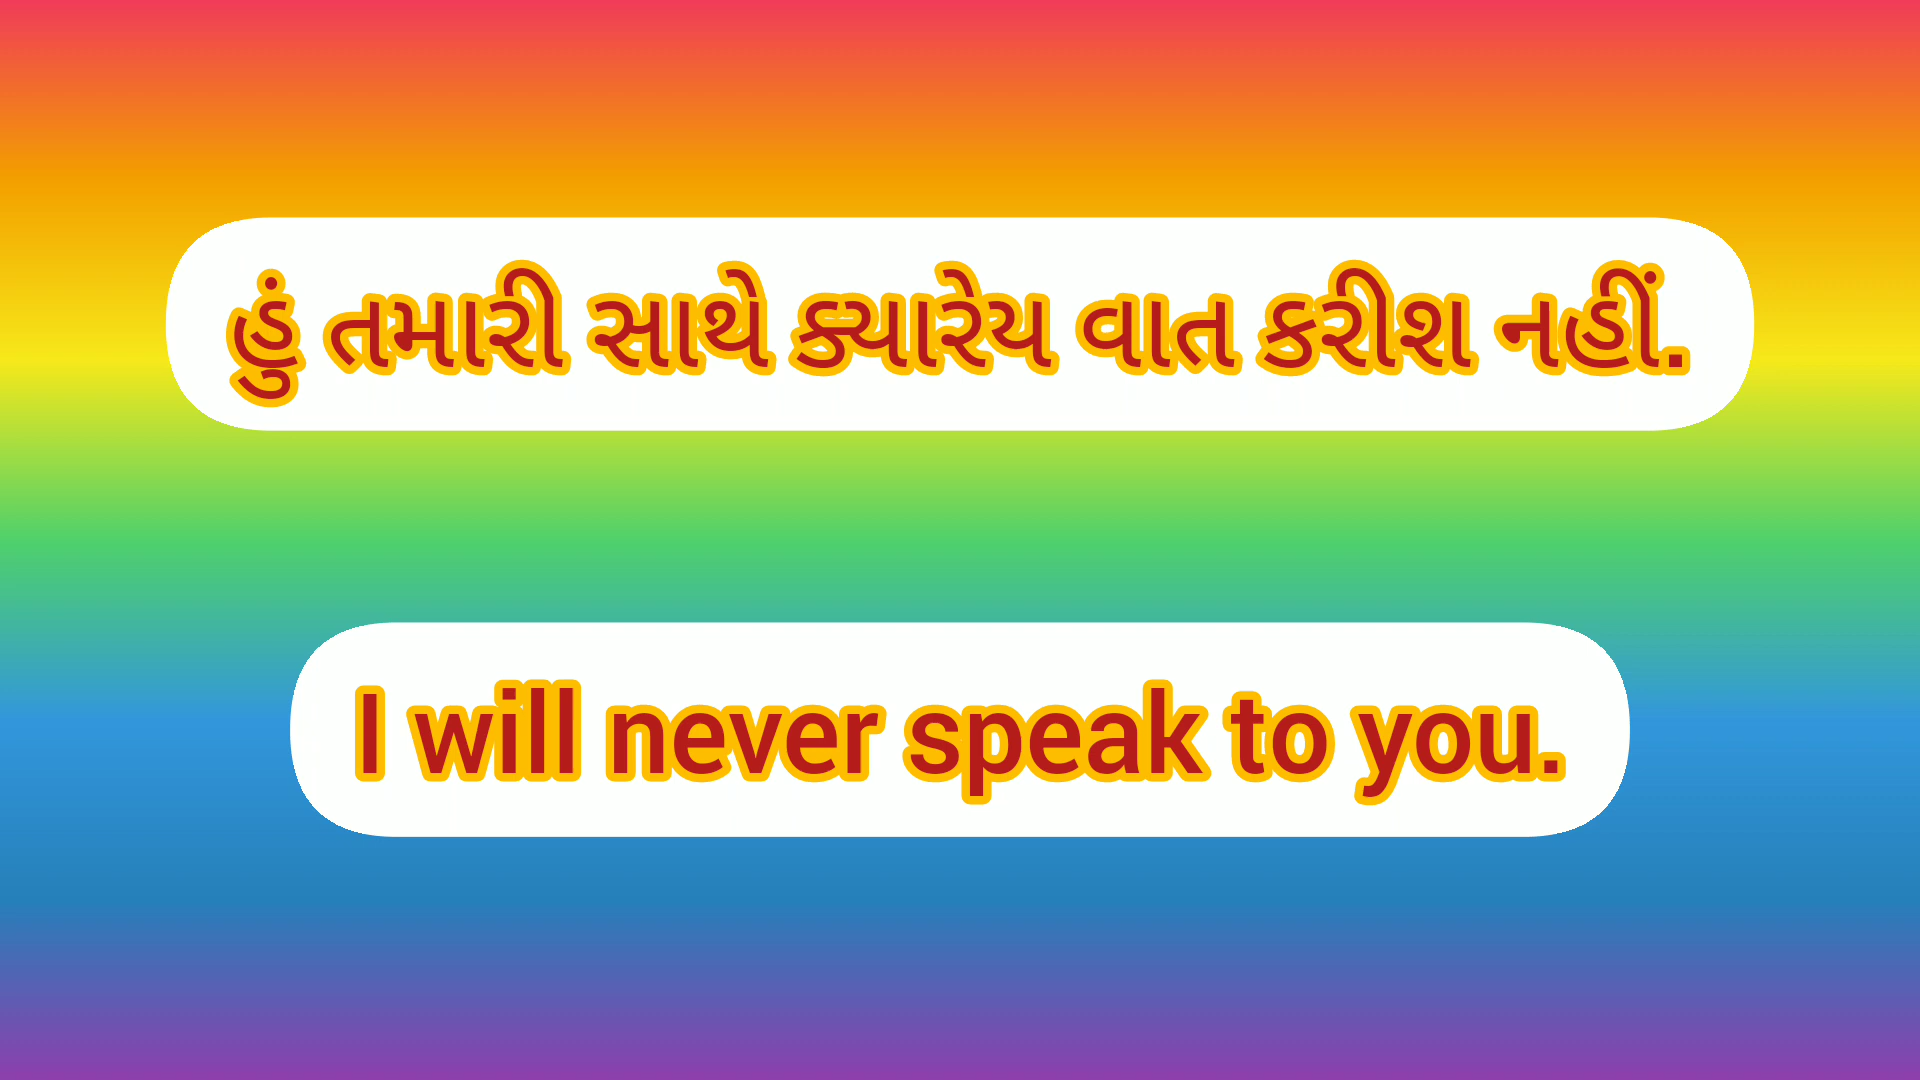 હું તમારી સાથે ક્યારેય વાત કરીશ નહીં.
I will never speak to you.